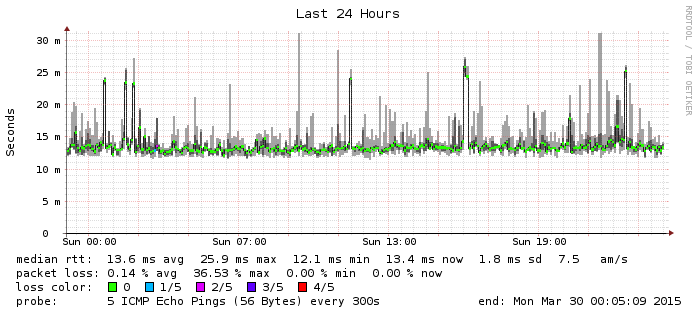 Last 24 Hours
RRDTOOL / TOBI OETIKER
Seconds
30 m
25 m
20 m
15 m
10 m
5 m
0
Sun 00:00 Sun 07:00 Sun 13:00 Sun 19:00
median rtt: 13.6 ms avg 25.9 ms max 12.1 ms min 13.4 ms now 1.8 ms sd 7.5 am/s
packet loss: 0.14 % avg 36.53 % max 0.00 % min 0.00 % now
loss color: 0 1/5 2/5 3/5 4/5
probe: 5 ICMP Echo Pings (56 Bytes) every 300s end: Mon Mar 30 00:05:09 2015